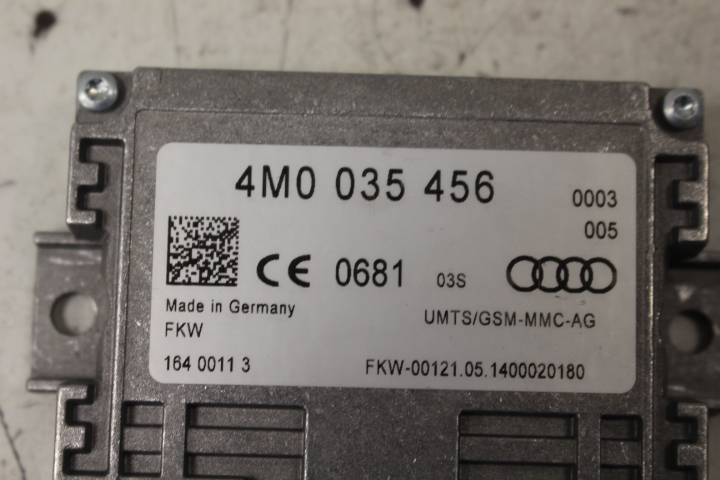 4M0 035 456
0003
005
CE 0681 03S
Made in Germany
FKW
UMTS/GSM-MMC-AG
164 0011 3
FKW-00121.05.1400020180